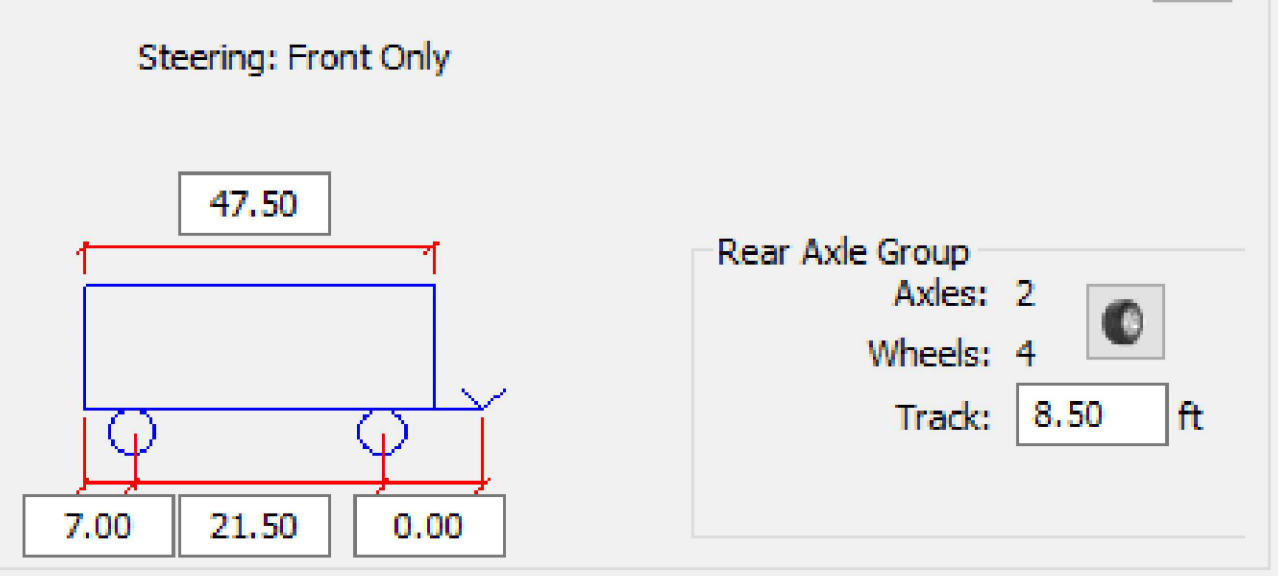 Steering: Front Only
47.50
7.00 21.50 0.00
Rear Axle Group
Axles: 2
Wheels: 4
Track: 8.50 ft